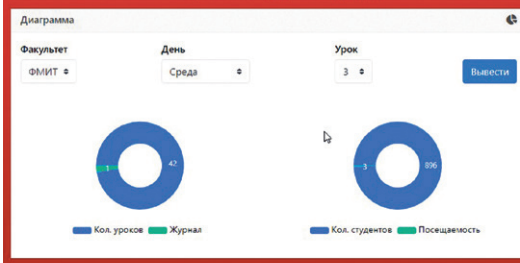 Диаграмма
Факультет День Урок
ФМИТ Среда 3 Вывести
1 42 3 896
Кол. уроков Журнал Кол. студентов Посещаемость